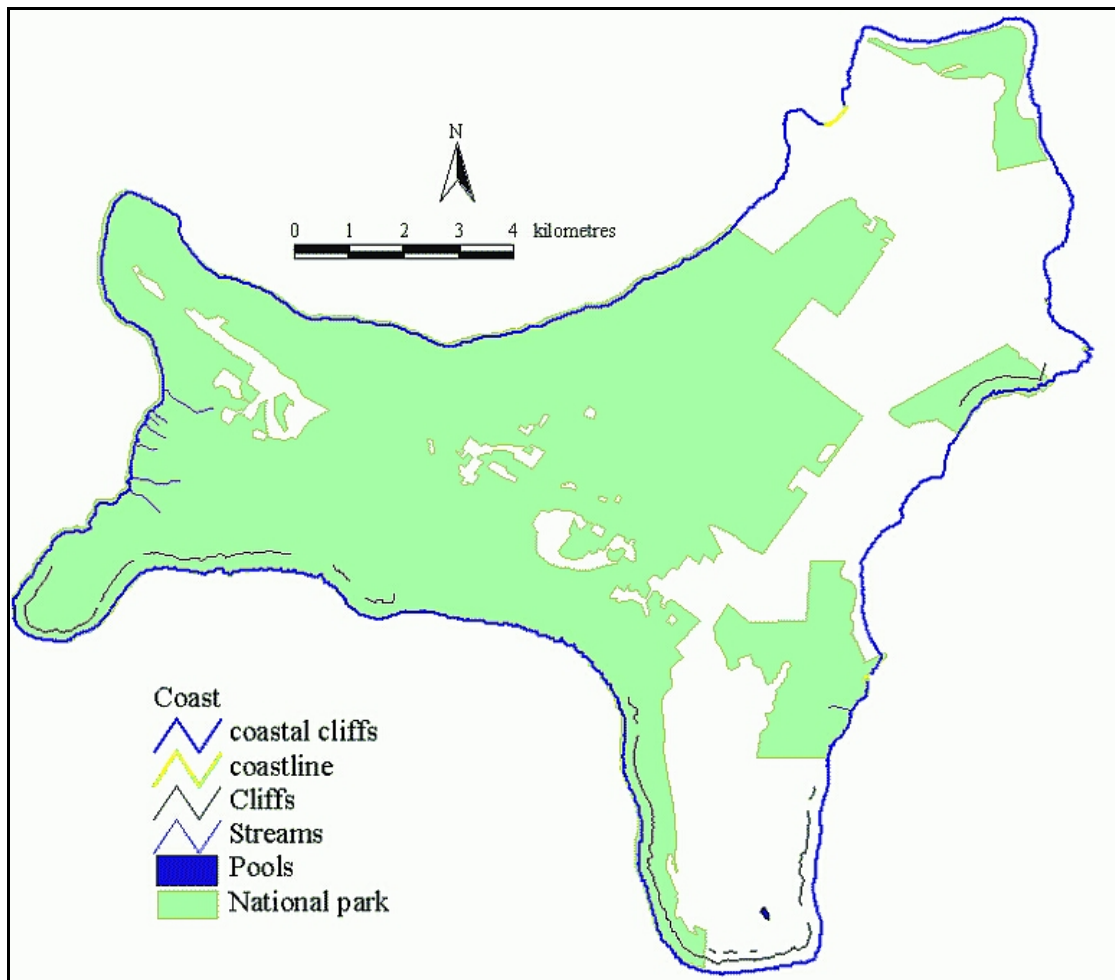 N
0 1 2 3 4 kilometres
Coast
coastal cliffs
coastline
Cliffs
Streams
Pools
National park